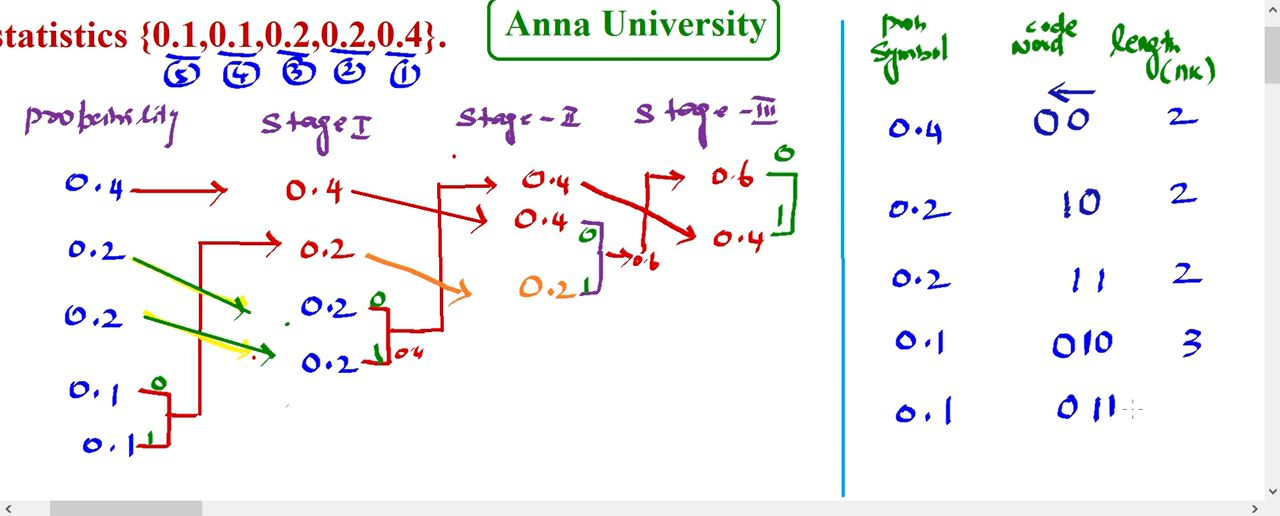 statistics {0.1,0.1,0.2,0.2,0.4}.
Anna University
5 4 3 2 1
probability stage I stage - II stage - III
0.4 0.4 0.4 0.6 0
0.4 0 1 0.4
0.2 0.2 0.6
0.2 1
0.2 0.2 0
0.2 1 0.4
0.1 0
0.1 1
prob symbol code word length (nk)
0.4 00 2
0.2 10 2
0.2 11 2
0.1 010 3
0.1 011